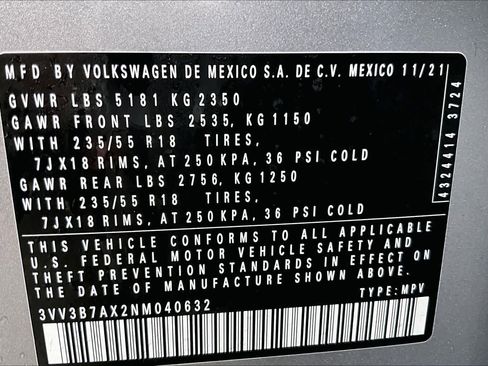 MFD BY VOLKSWAGEN DE MEXICO S.A. DE C.V. MEXICO 11/21
GVWR LBS 5181 KG 2350
GAWR FRONT LBS 2535, KG 1150
WITH 235/55 R18 TIRES,
7JX18 RIMS, AT 250 KPA, 36 PSI COLD
GAWR REAR LBS 2756, KG 1250
WITH 235/55 R18 TIRES,
7JX18 RIMS, AT 250 KPA, 36 PSI COLD
THIS VEHICLE CONFORMS TO ALL APPLICABLE
U.S. FEDERAL MOTOR VEHICLE SAFETY AND
THEFT PREVENTION STANDARDS IN EFFECT ON
THE DATE OF MANUFACTURE SHOWN ABOVE.
3VV3B7AX2NM040632 TYPE: MPV
4324414 3724